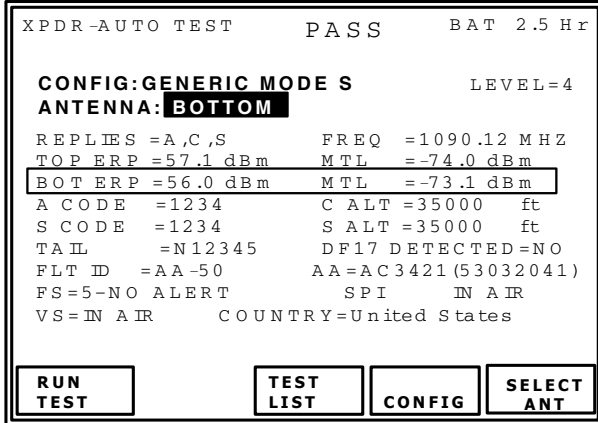 XPDR-AUTO TEST PASS BAT 2.5 Hr
CONFIG:GENERIC MODE S LEVEL=4
ANTENNA: BOTTOM
REPLIES =A,C,S FREQ =1090.12 MHZ
TOP ERP =57.1 dBm MTL =-74.0 dBm
BOT ERP =56.0 dBm MTL =-73.1 dBm
A CODE =1234 C ALT =35000 ft
S CODE =1234 S ALT =35000 ft
TAIL =N12345 DF17 DETECTED=NO
FLT ID =AA-50 AA=AC3421(53032041)
FS=5-NO ALERT SPI IN AIR
VS=IN AIR COUNTRY=United States
RUN TEST
TEST LIST
CONFIG
SELECT ANT